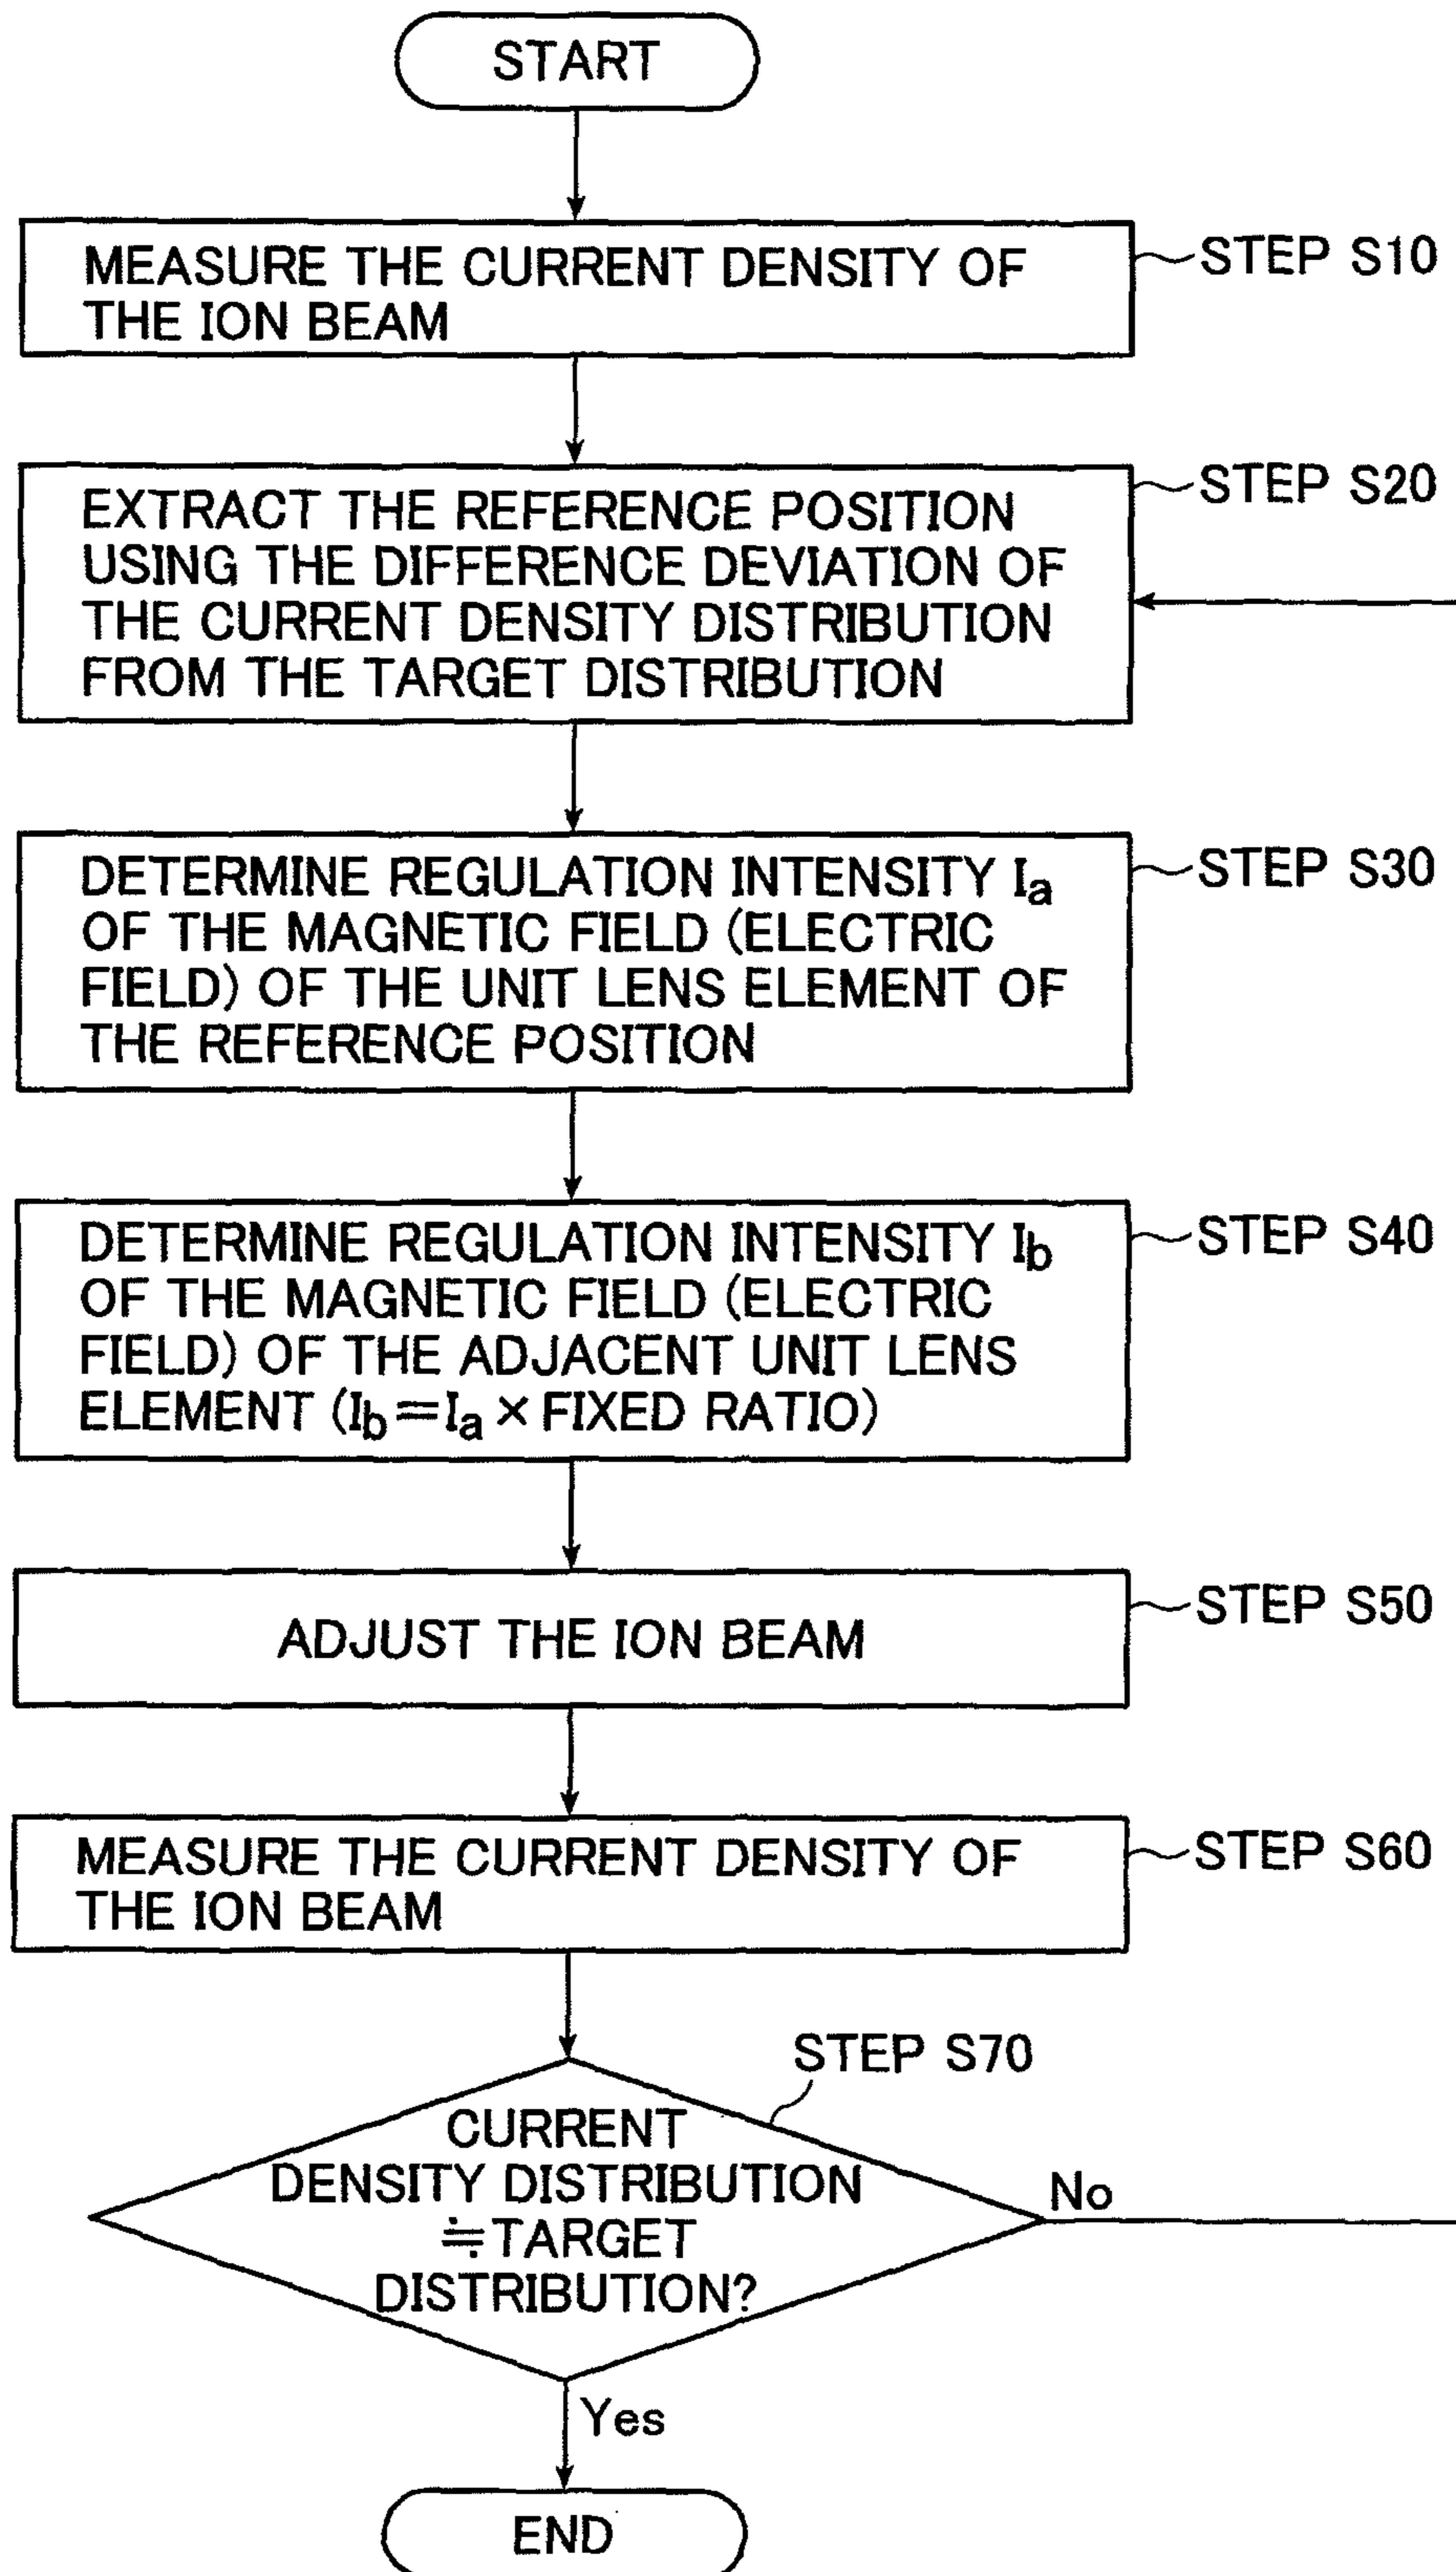 START
MEASURE THE CURRENT DENSITY OF
THE ION BEAM
STEP S10
EXTRACT THE REFERENCE POSITION
USING THE DIFFERENCE DEVIATION OF
THE CURRENT DENSITY DISTRIBUTION
FROM THE TARGET DISTRIBUTION
STEP S20
DETERMINE REGULATION INTENSITY Ia
OF THE MAGNETIC FIELD (ELECTRIC
FIELD) OF THE UNIT LENS ELEMENT OF
THE REFERENCE POSITION
STEP S30
DETERMINE REGULATION INTENSITY Ib
OF THE MAGNETIC FIELD (ELECTRIC
FIELD) OF THE ADJACENT UNIT LENS
ELEMENT (Ib=Ia × FIXED RATIO)
STEP S40
ADJUST THE ION BEAM
STEP S50
MEASURE THE CURRENT DENSITY OF
THE ION BEAM
STEP S60
STEP S70
CURRENT
DENSITY DISTRIBUTION
≒TARGET
DISTRIBUTION?
No
Yes
END